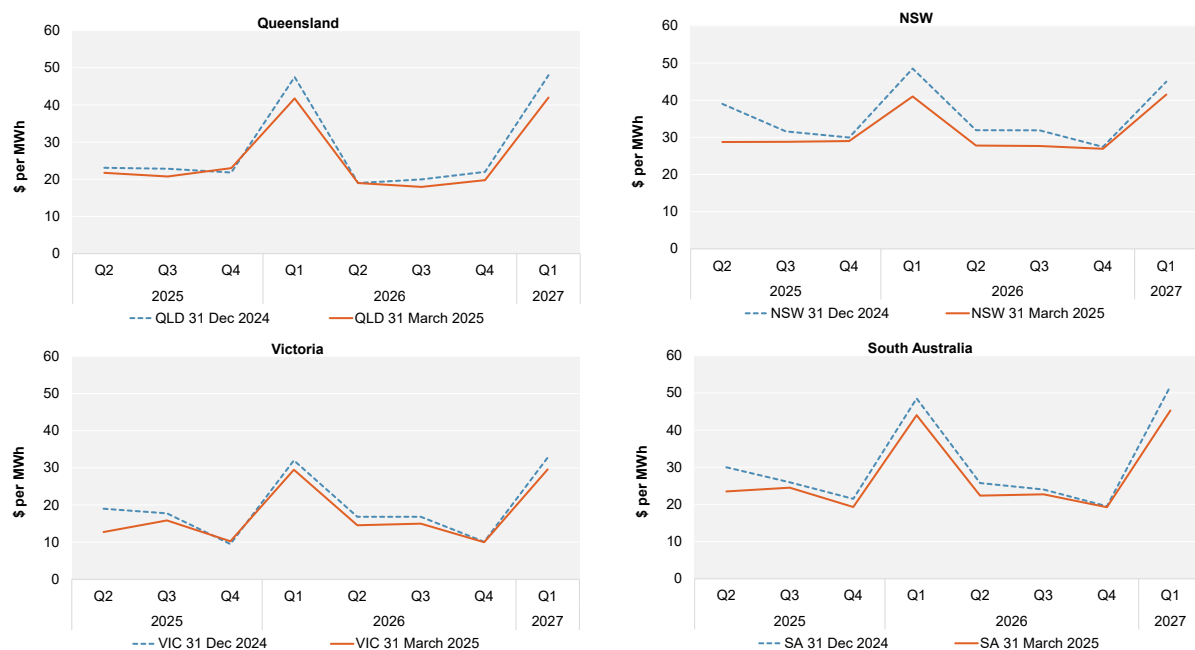 Queensland
$ per MWh
60
50
40
30
20
10
0
Q2 Q3 Q4 Q1 Q2 Q3 Q4 Q1
2025 2026 2027
QLD 31 Dec 2024 QLD 31 March 2025
NSW
$ per MWh
60
50
40
30
20
10
0
Q2 Q3 Q4 Q1 Q2 Q3 Q4 Q1
2025 2026 2027
NSW 31 Dec 2024 NSW 31 March 2025
Victoria
$ per MWh
60
50
40
30
20
10
0
Q2 Q3 Q4 Q1 Q2 Q3 Q4 Q1
2025 2026 2027
VIC 31 Dec 2024 VIC 31 March 2025
South Australia
$ per MWh
60
50
40
30
20
10
0
Q2 Q3 Q4 Q1 Q2 Q3 Q4 Q1
2025 2026 2027
SA 31 Dec 2024 SA 31 March 2025